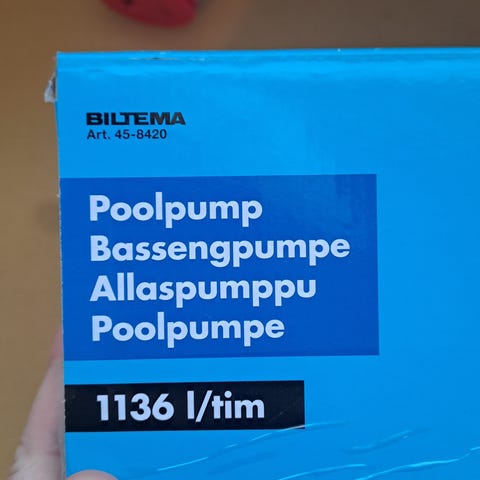 BILTEMA
Art. 45-8420
Poolpump
Bassengpumpe
Allaspumppu
Poolpumpe
1136 l/tim